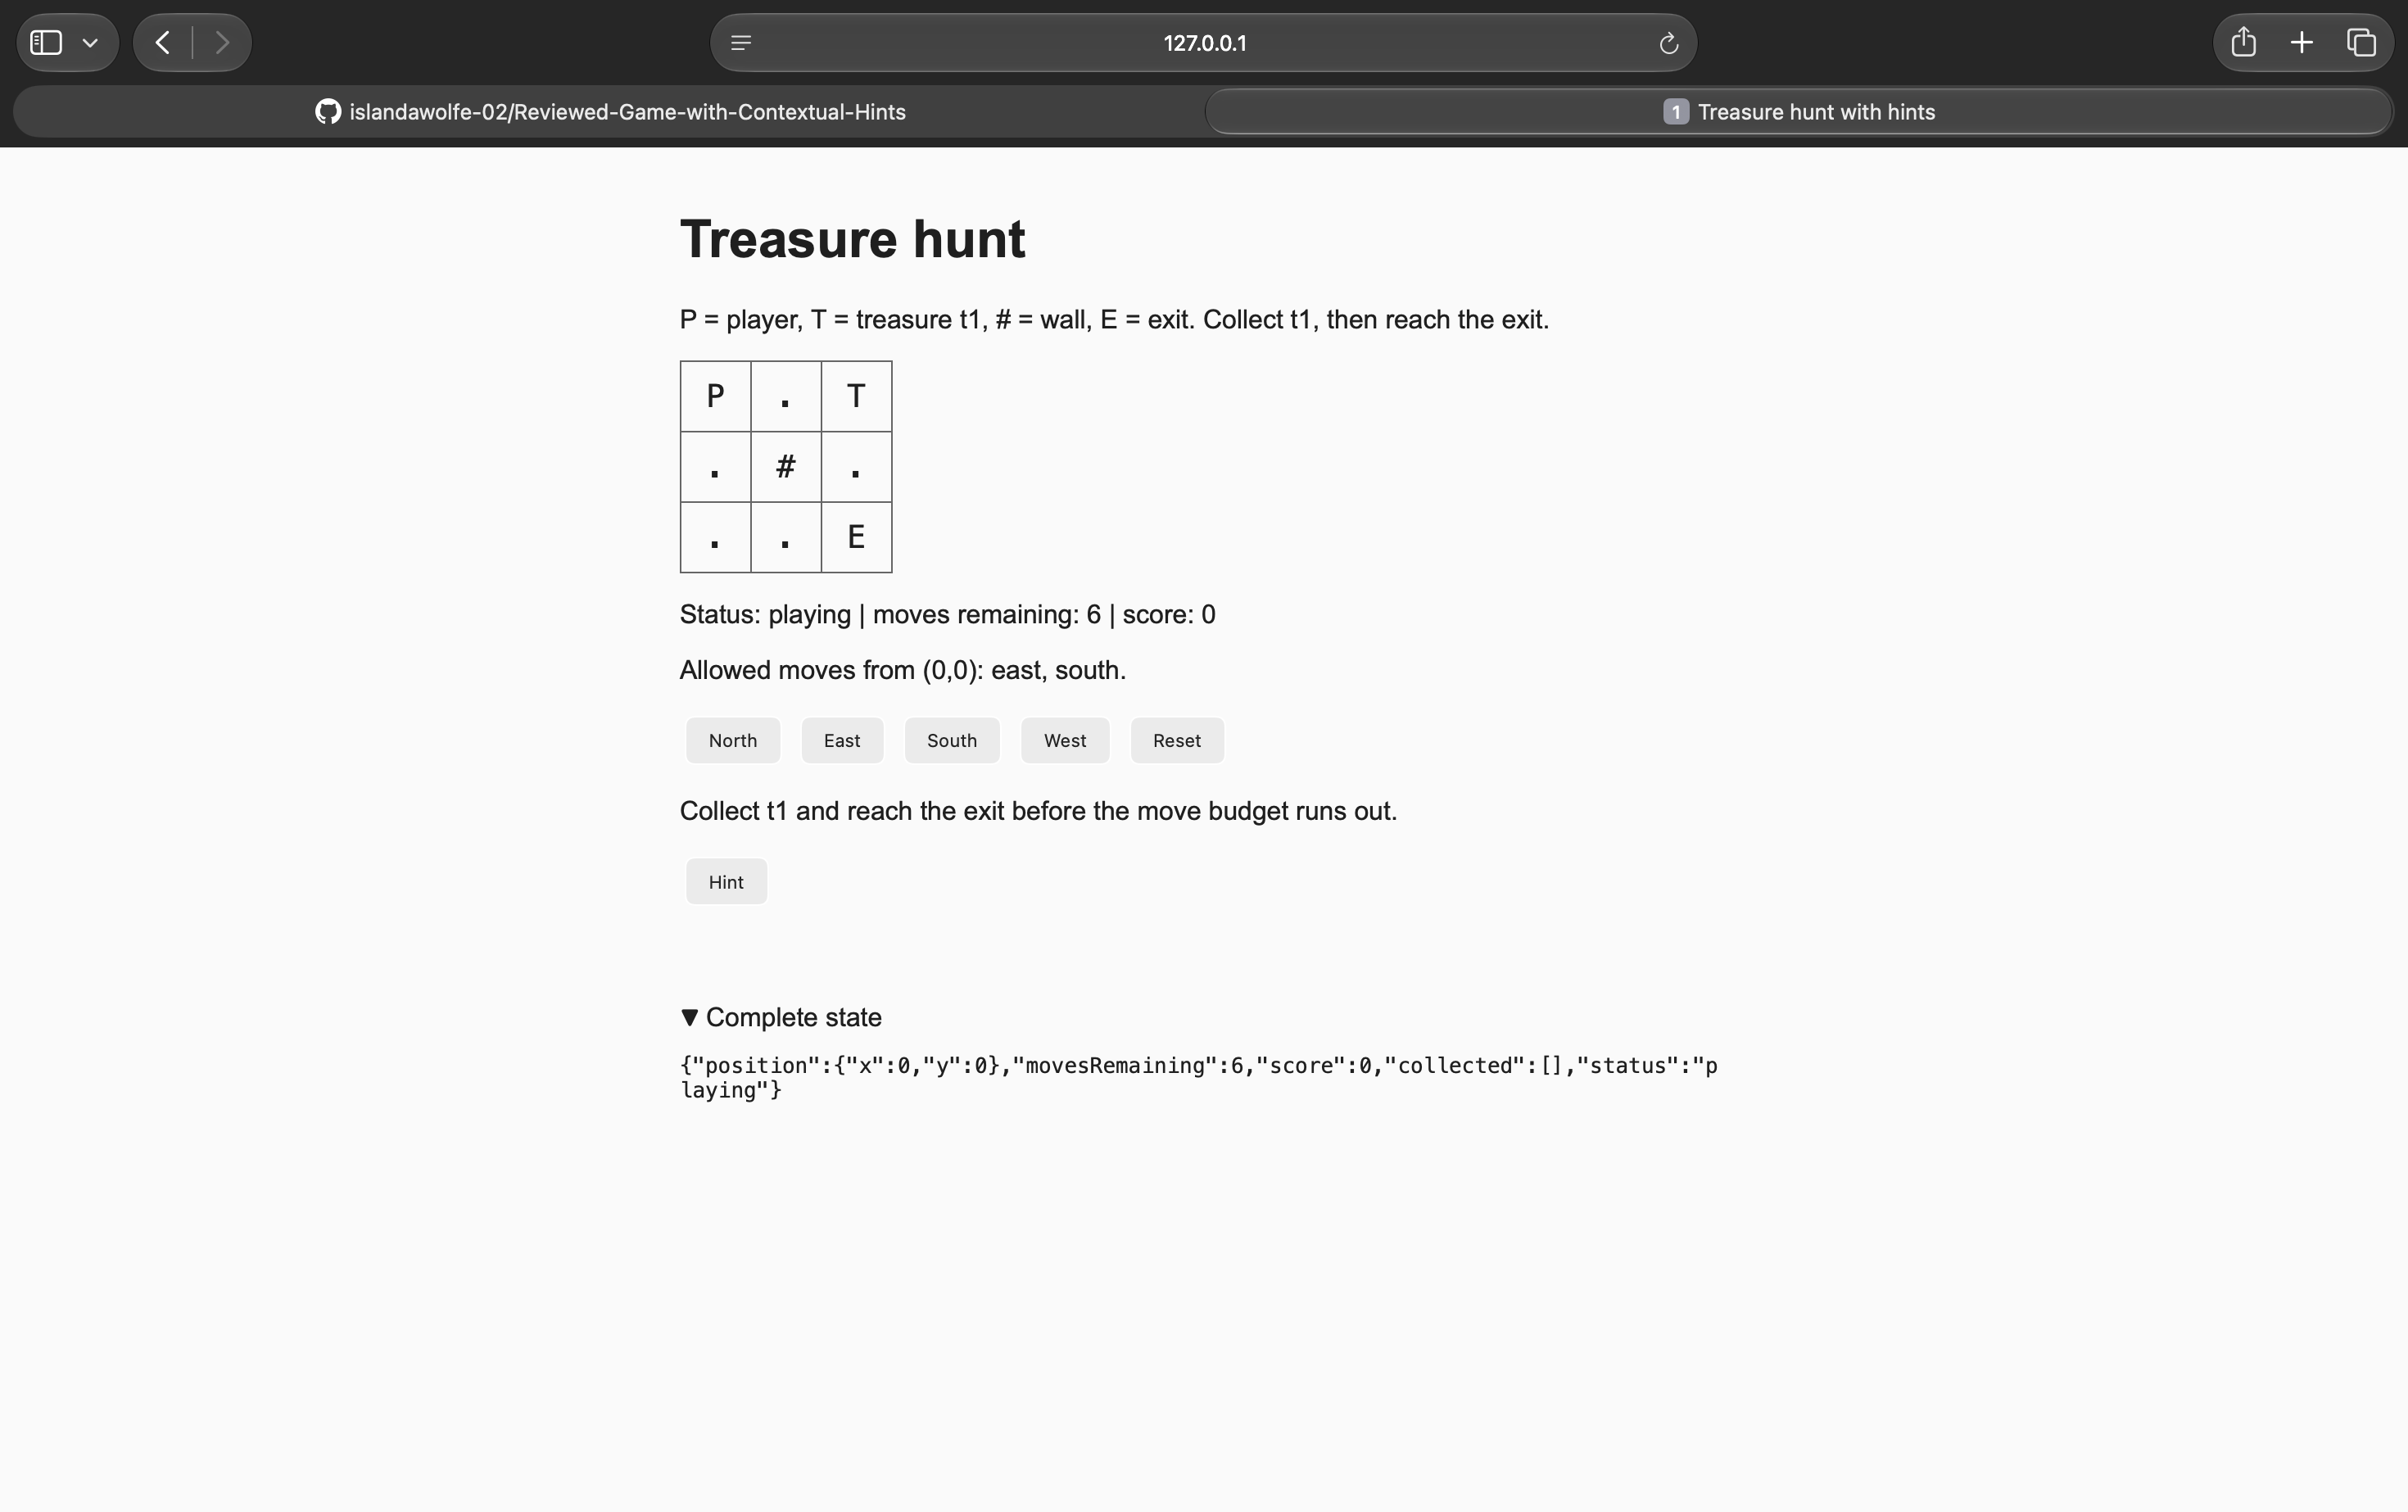 127.0.0.1
islandawolfe-02/Reviewed-Game-with-Contextual-Hints
1 Treasure hunt with hints
Treasure hunt
P = player, T = treasure t1, # = wall, E = exit. Collect t1, then reach the exit.
P . T
. # .
. . E
Status: playing | moves remaining: 6 | score: 0
Allowed moves from (0,0): east, south.
North East South West Reset
Collect t1 and reach the exit before the move budget runs out.
Hint
▼ Complete state
{"position":{"x":0,"y":0},"movesRemaining":6,"score":0,"collected":[],"status":"p
laying"}